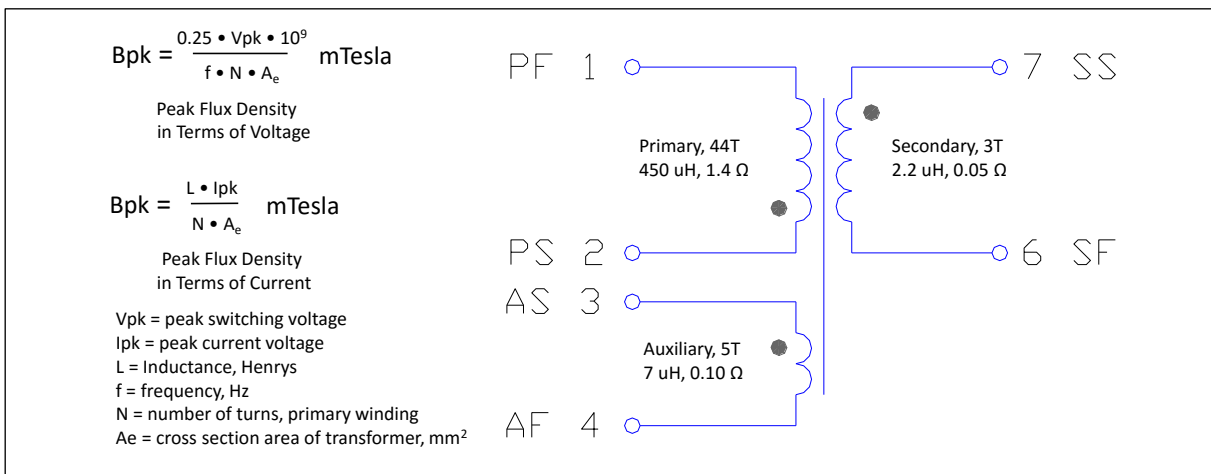 Bpk = 0.25 • Vpk • 10⁹ / f • N • Aₑ mTesla
Peak Flux Density
in Terms of Voltage
Bpk = L • Ipk / N • Aₑ mTesla
Peak Flux Density
in Terms of Current
Vpk = peak switching voltage
Ipk = peak current voltage
L = Inductance, Henrys
f = frequency, Hz
N = number of turns, primary winding
Ae = cross section area of transformer, mm²
PF 1
Primary, 44T
450 uH, 1.4 Ω
PS 2
AS 3
Auxiliary, 5T
7 uH, 0.10 Ω
AF 4
7 SS
Secondary, 3T
2.2 uH, 0.05 Ω
6 SF